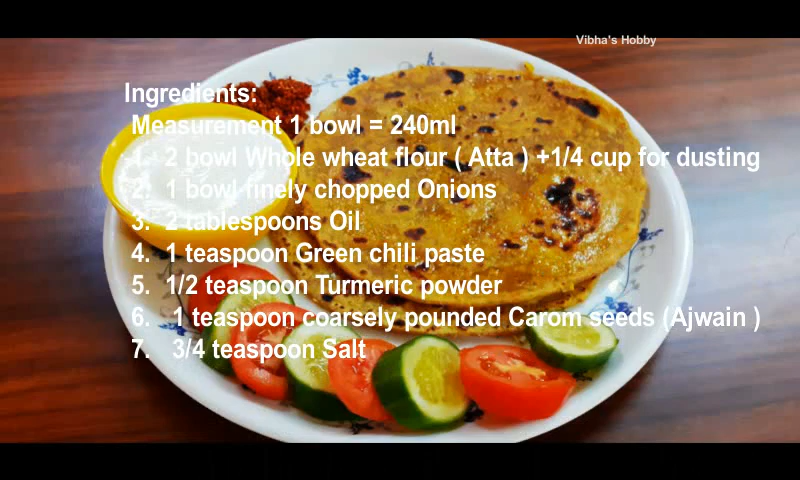 Vibha's Hobby
Ingredients:
Measurement 1 bowl = 240ml
1. 2 bowl Whole wheat flour ( Atta ) +1/4 cup for dusting
2. 1 bowl finely chopped Onions
3. 2 tablespoons Oil
4. 1 teaspoon Green chili paste
5. 1/2 teaspoon Turmeric powder
6. 1 teaspoon coarsely pounded Carom seeds (Ajwain )
7. 3/4 teaspoon Salt